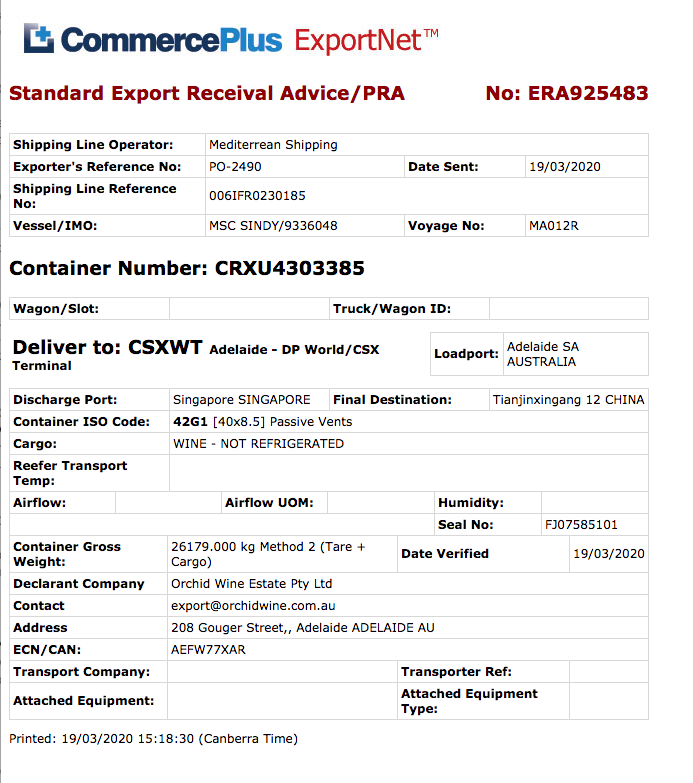 CommercePlus ExportNet™
Standard Export Receival Advice/PRA No: ERA925483
Shipping Line Operator: Mediterrean Shipping
Exporter's Reference No: PO-2490 Date Sent: 19/03/2020
Shipping Line Reference
No: 006IFR0230185
Vessel/IMO: MSC SINDY/9336048 Voyage No: MA012R
Container Number: CRXU4303385
Wagon/Slot: Truck/Wagon ID:
Deliver to: CSXWT Adelaide - DP World/CSX
Terminal
Loadport: Adelaide SA
AUSTRALIA
Discharge Port: Singapore SINGAPORE Final Destination: Tianjinxingang 12 CHINA
Container ISO Code: 42G1 [40x8.5] Passive Vents
Cargo: WINE - NOT REFRIGERATED
Reefer Transport
Temp:
Airflow: Airflow UOM: Humidity:
Seal No: FJ07585101
Container Gross
Weight: 26179.000 kg Method 2 (Tare +
Cargo) Date Verified 19/03/2020
Declarant Company Orchid Wine Estate Pty Ltd
Contact export@orchidwine.com.au
Address 208 Gouger Street,, Adelaide ADELAIDE AU
ECN/CAN: AEFW77XAR
Transport Company: Transporter Ref:
Attached Equipment: Attached Equipment
Type:
Printed: 19/03/2020 15:18:30 (Canberra Time)